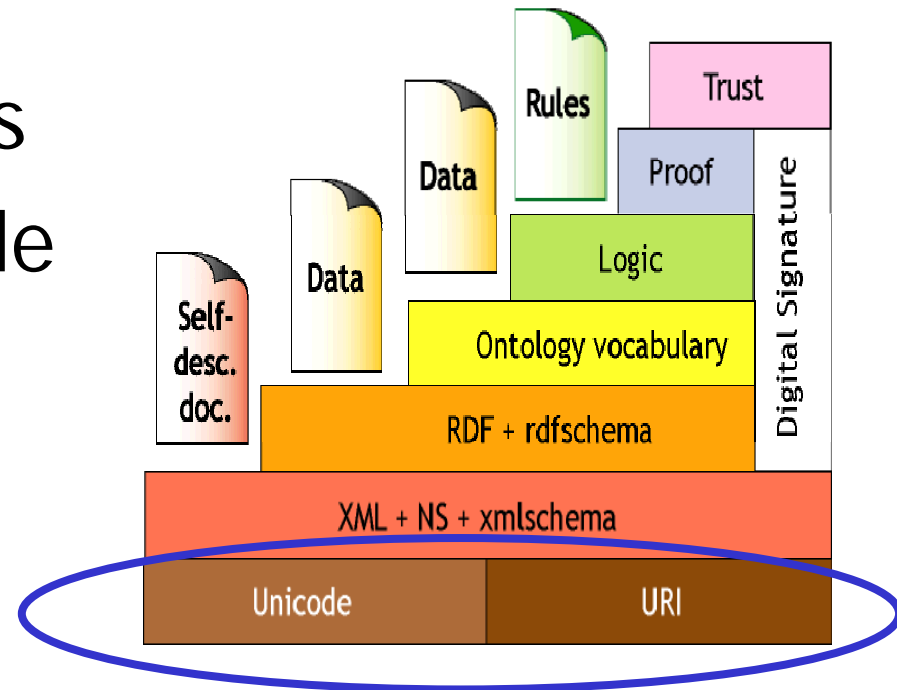 s
le
Rules
Trust
Data
Proof
Digital Signature
Data
Logic
Self-
desc.
doc.
Ontology vocabulary
RDF + rdfschema
XML + NS + xmlschema
Unicode
URI